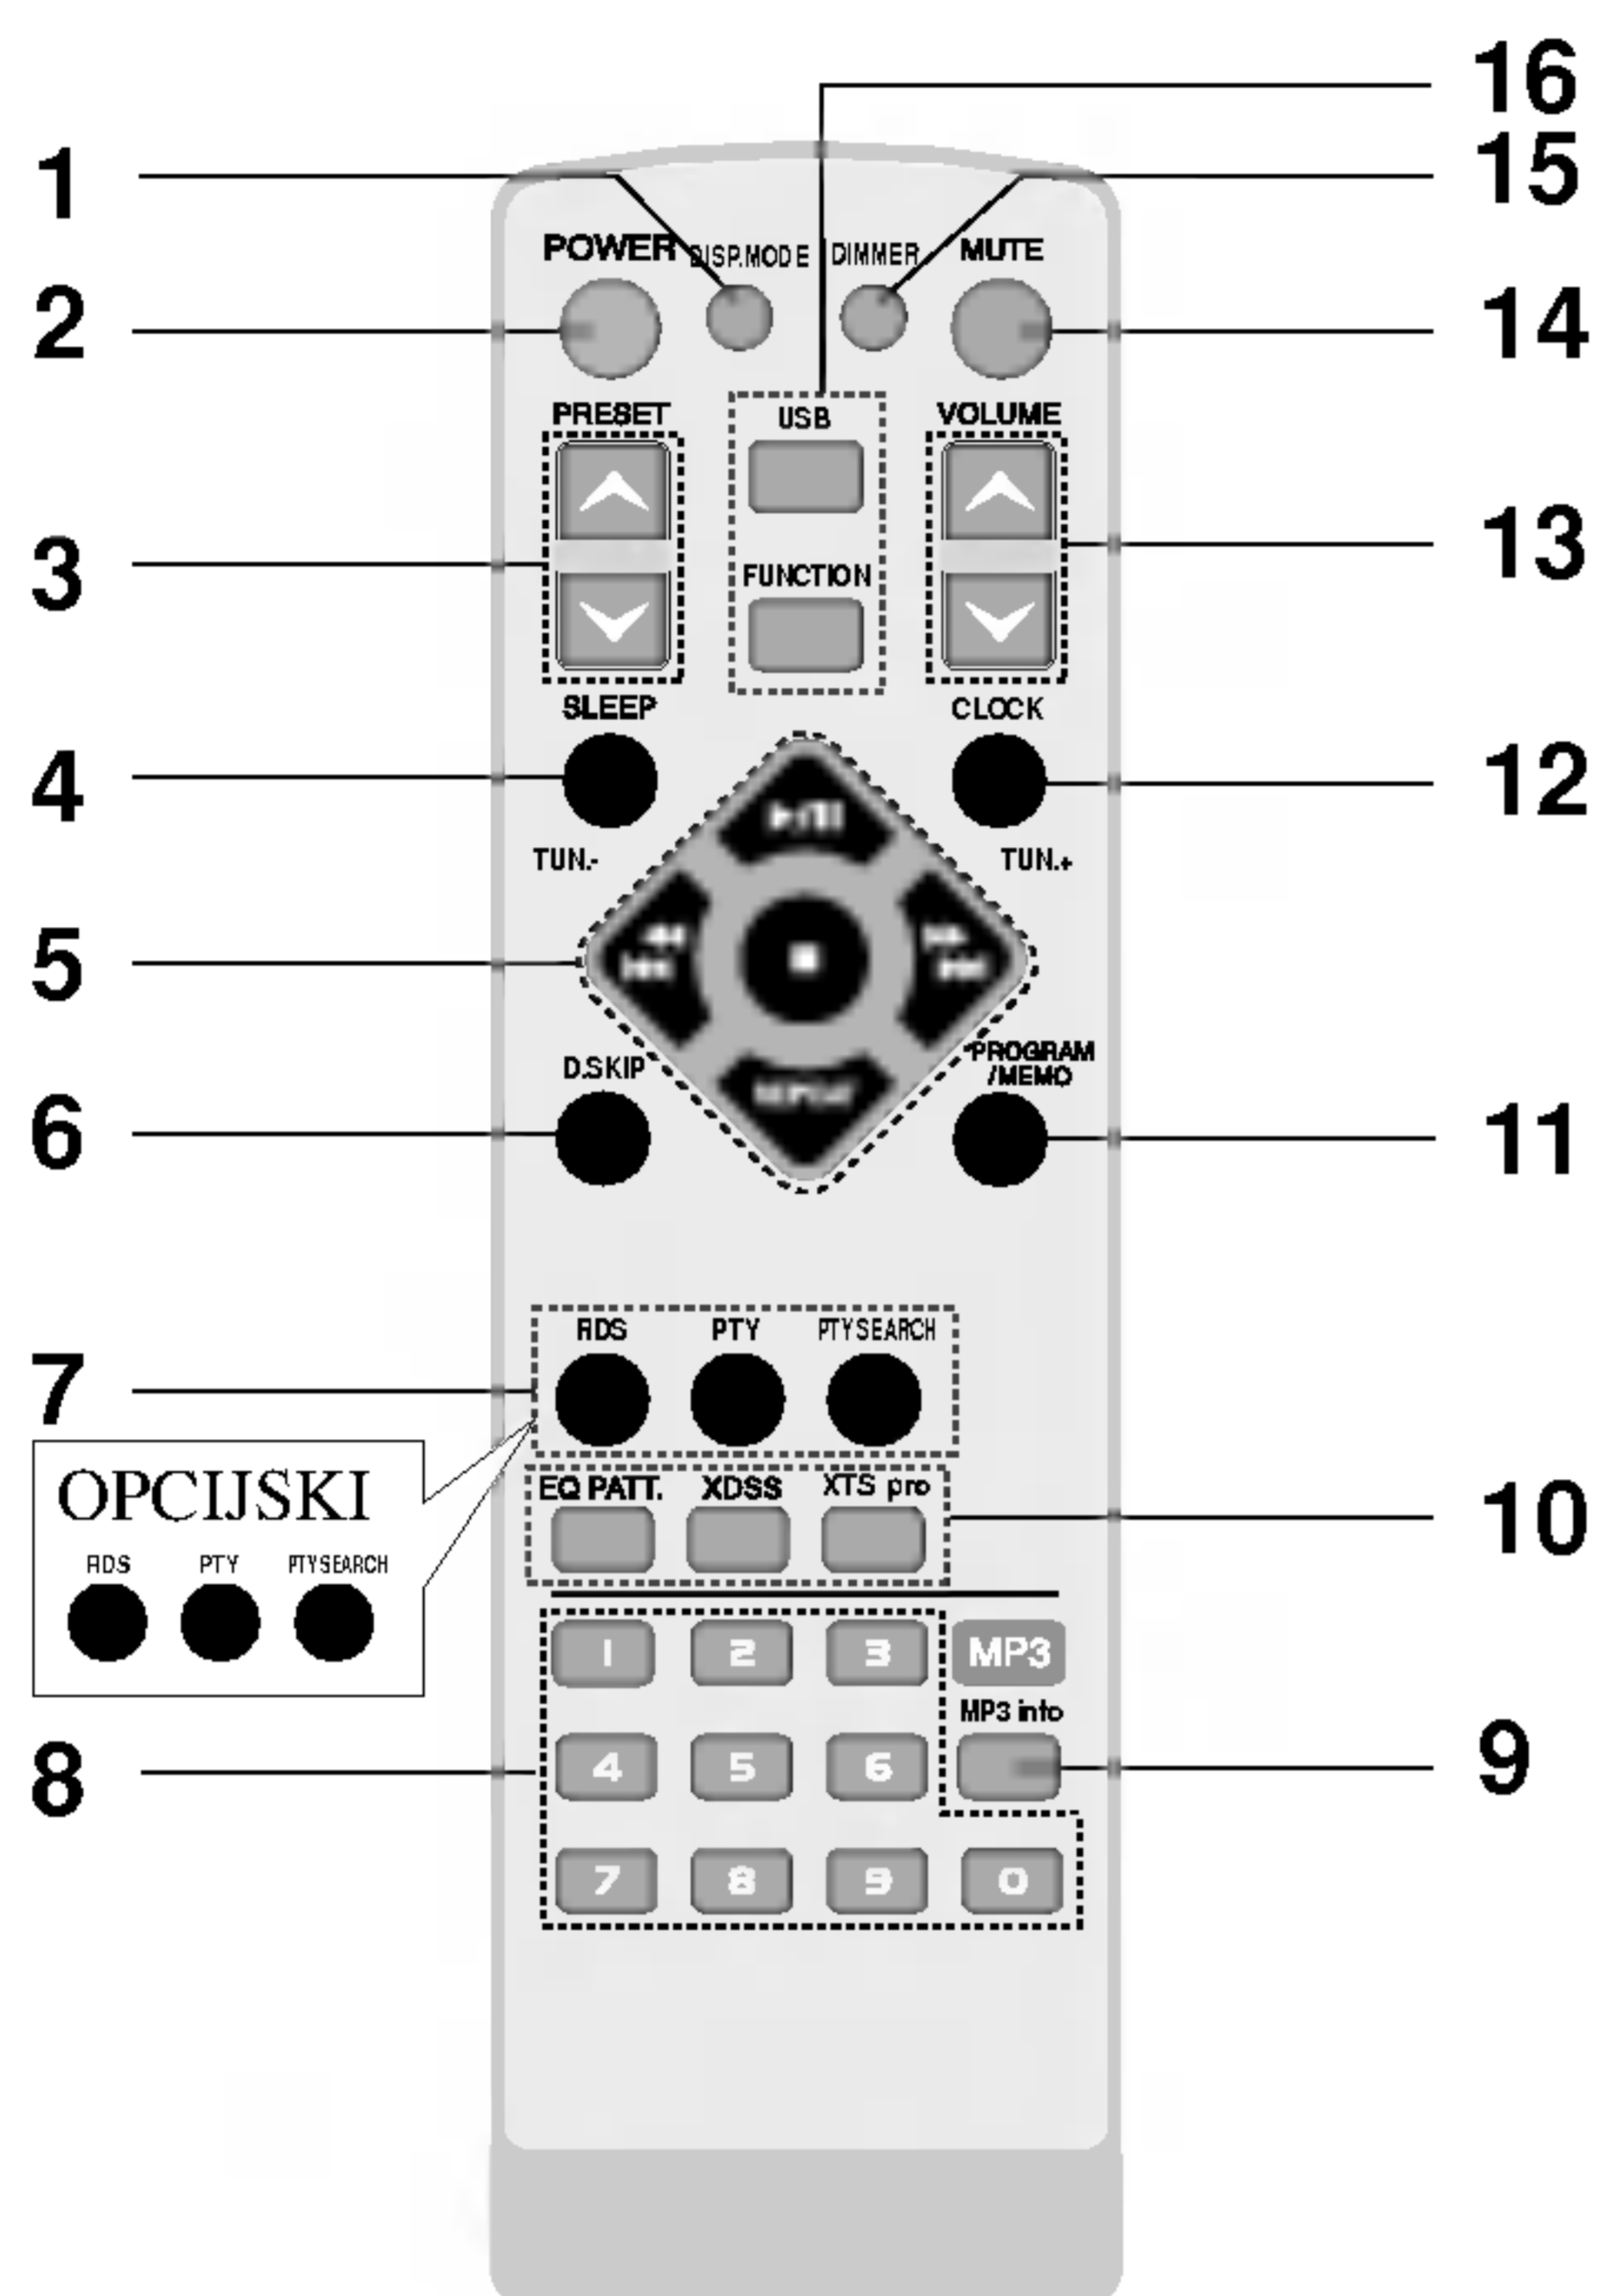 16
1
15
POWER DISP.MODE DIMMER MUTE
2
14
PRESET USB VOLUME
3
13
FUNCTION
SLEEP CLOCK
4
12
TUN.- TUN.+
5
D.SKIP PROGRAM
/MEMO
6
11
RDS PTY PTY SEARCH
7
OPCIJSKI
RDS PTY PTY SEARCH
EQ PATT. XDSS XTS pro
10
1 2 3 MP3
MP3 into
8
4 5 6
9
7 8 9 0